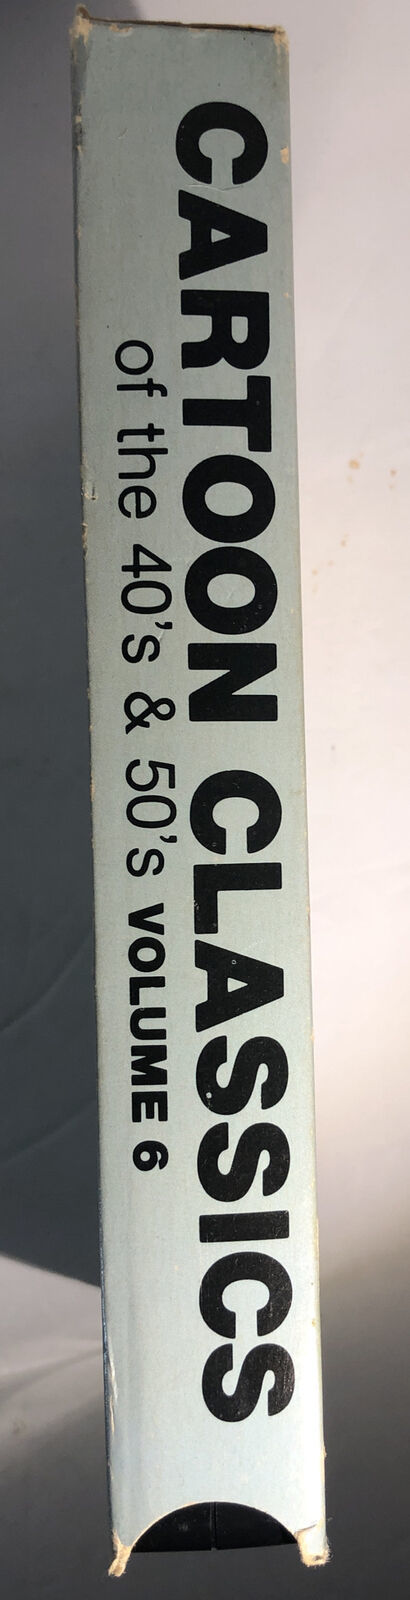 CARTOON CLASSICS
of the 40's & 50's VOLUME 6